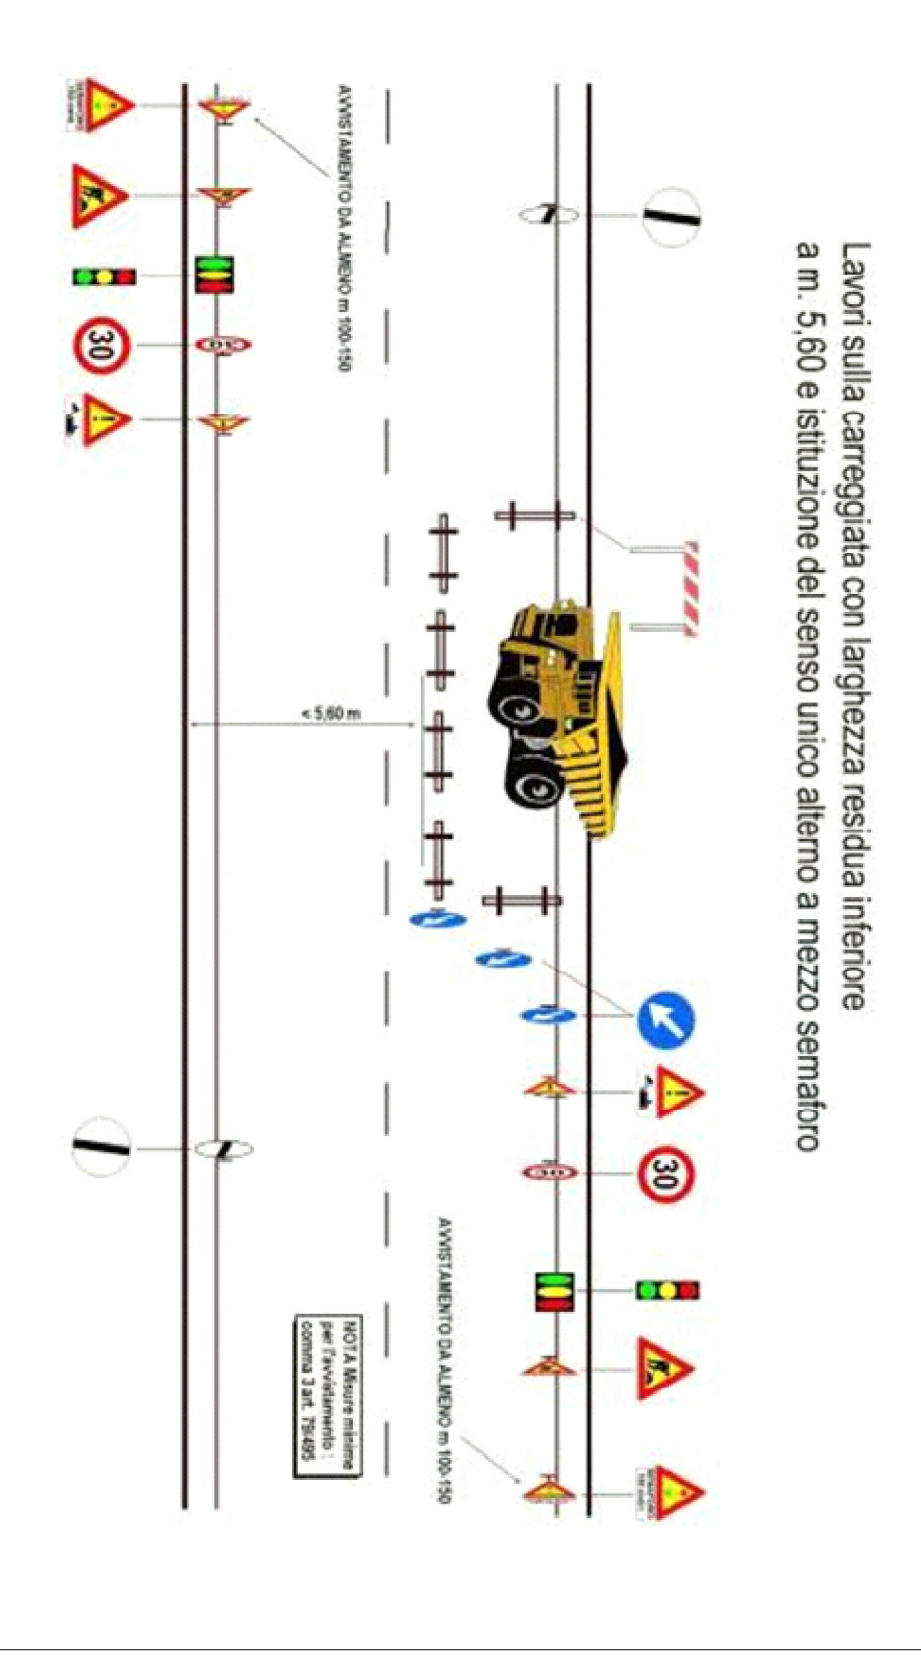 Lavori sulla carreggiata con larghezza residua inferiore
a m. 5,60 e istituzione del senso unico alterno a mezzo semaforo
AVVISTAMENTO DA ALMENO m 100-150
30
< 5,60 m
30
AVVISTAMENTO DA ALMENO m 100-150
NOTA Misure minime
per l'avvistamento :
comma 3 art. 79/495